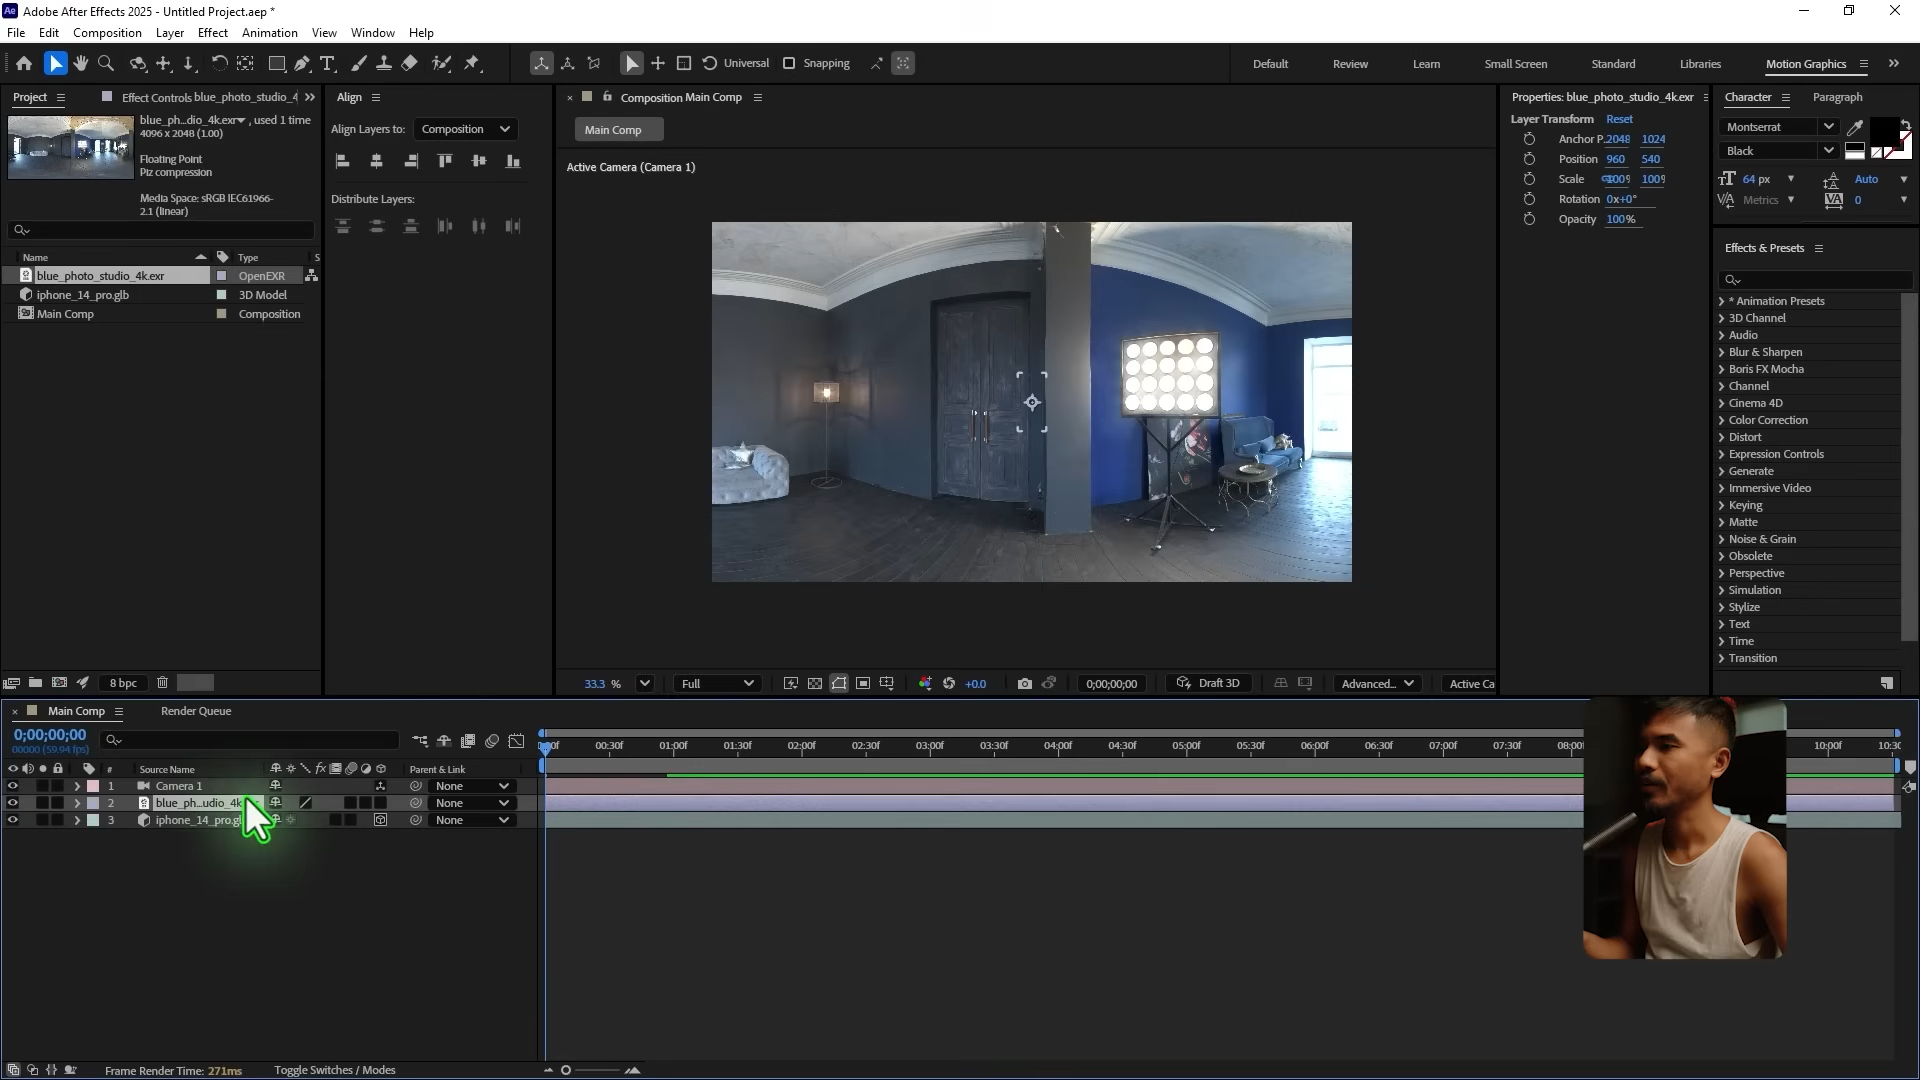 Ae Adobe After Effects 2025 - Untitled Project.aep *
File Edit Composition Layer Effect Animation View Window Help
Universal Snapping Default Review Learn Small Screen Standard Libraries Motion Graphics
Project Effect Controls blue_photo_studio_4
blue_ph...dio_4k.exr , used 1 time
4096 x 2048 (1.00)
Floating Point
Piz compression
Media Space: sRGB IEC61966-
2.1 (linear)
Name Type S
blue_photo_studio_4k.exr OpenEXR
iphone_14_pro.glb 3D Model
Main Comp Composition
8 bpc
Align
Align Layers to: Composition
Distribute Layers:
Composition Main Comp
Main Comp
Active Camera (Camera 1)
33.3 % Full +0.0 0;00;00;00 Draft 3D Advanced... Active Ca
Properties: blue_photo_studio_4k.exr
Layer Transform Reset
Anchor P. 2048 1024
Position 960 540
Scale 100% 100%
Rotation 0x+0°
Opacity 100%
Character Paragraph
Montserrat
Black
64 px Auto
Metrics 0
Effects & Presets
* Animation Presets
3D Channel
Audio
Blur & Sharpen
Boris FX Mocha
Channel
Cinema 4D
Color Correction
Distort
Expression Controls
Generate
Immersive Video
Keying
Matte
Noise & Grain
Obsolete
Perspective
Simulation
Stylize
Text
Time
Transition
Main Comp Render Queue
0;00;00;00
00000 (59.94 fps)
00:30f 01:00f 01:30f 02:00f 02:30f 03:00f 03:30f 04:00f 04:30f 05:00f 05:30f 06:00f 06:30f 07:00f 07:30f 08:00f 10:00f 10:30
# Source Name fx Parent & Link
1 Camera 1 None
2 blue_ph...udio_4k None
3 iphone_14_pro.gl None
Frame Render Time: 271ms Toggle Switches / Modes